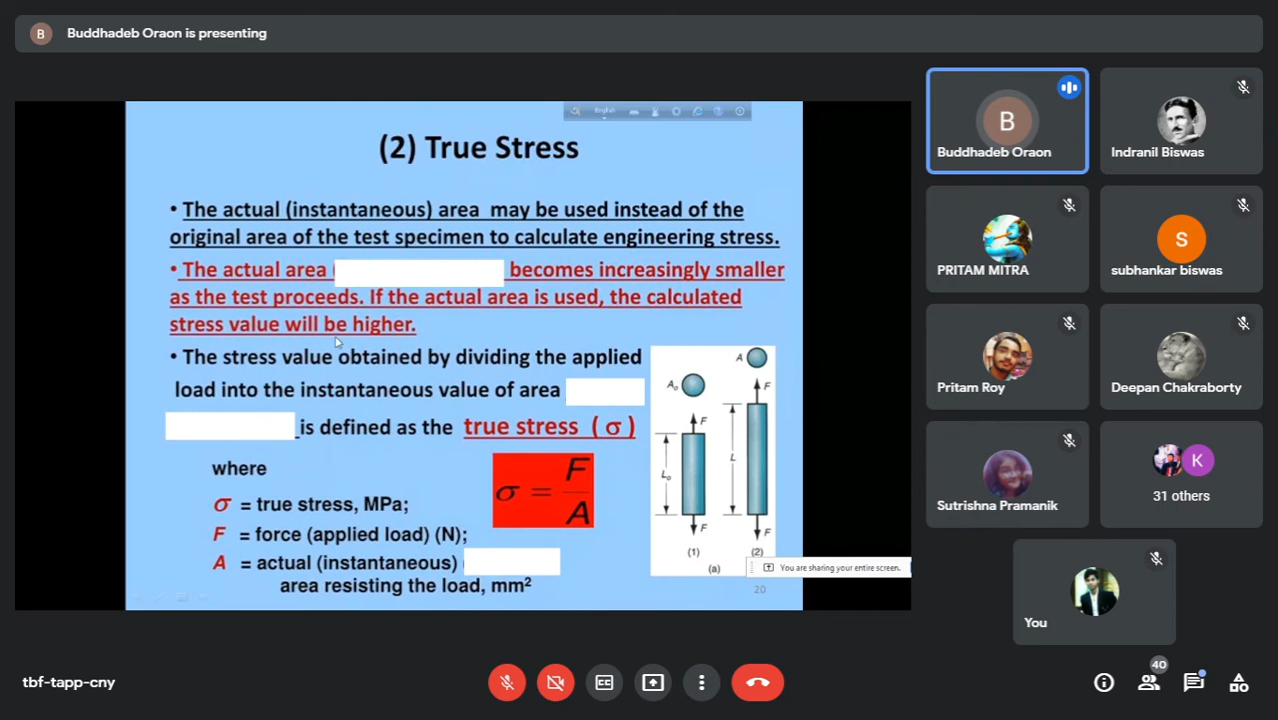 B Buddhadeb Oraon is presenting
English
(2) True Stress
• The actual (instantaneous) area may be used instead of the
original area of the test specimen to calculate engineering stress.
• The actual area ( becomes increasingly smaller
as the test proceeds. If the actual area is used, the calculated
stress value will be higher.
• The stress value obtained by dividing the applied
load into the instantaneous value of area
is defined as the true stress ( σ )
where
σ = F / A
σ = true stress, MPa;
F = force (applied load) (N);
A = actual (instantaneous)
area resisting the load, mm²
A
A₀
F
F
L₀
L
F
F
(1)
(2)
(a)
You are sharing your entire screen.
20
B
Buddhadeb Oraon
Indranil Biswas
PRITAM MITRA
S
subhankar biswas
Pritam Roy
Deepan Chakraborty
Sutrishna Pramanik
K
31 others
You
tbf-tapp-cny
CC
40